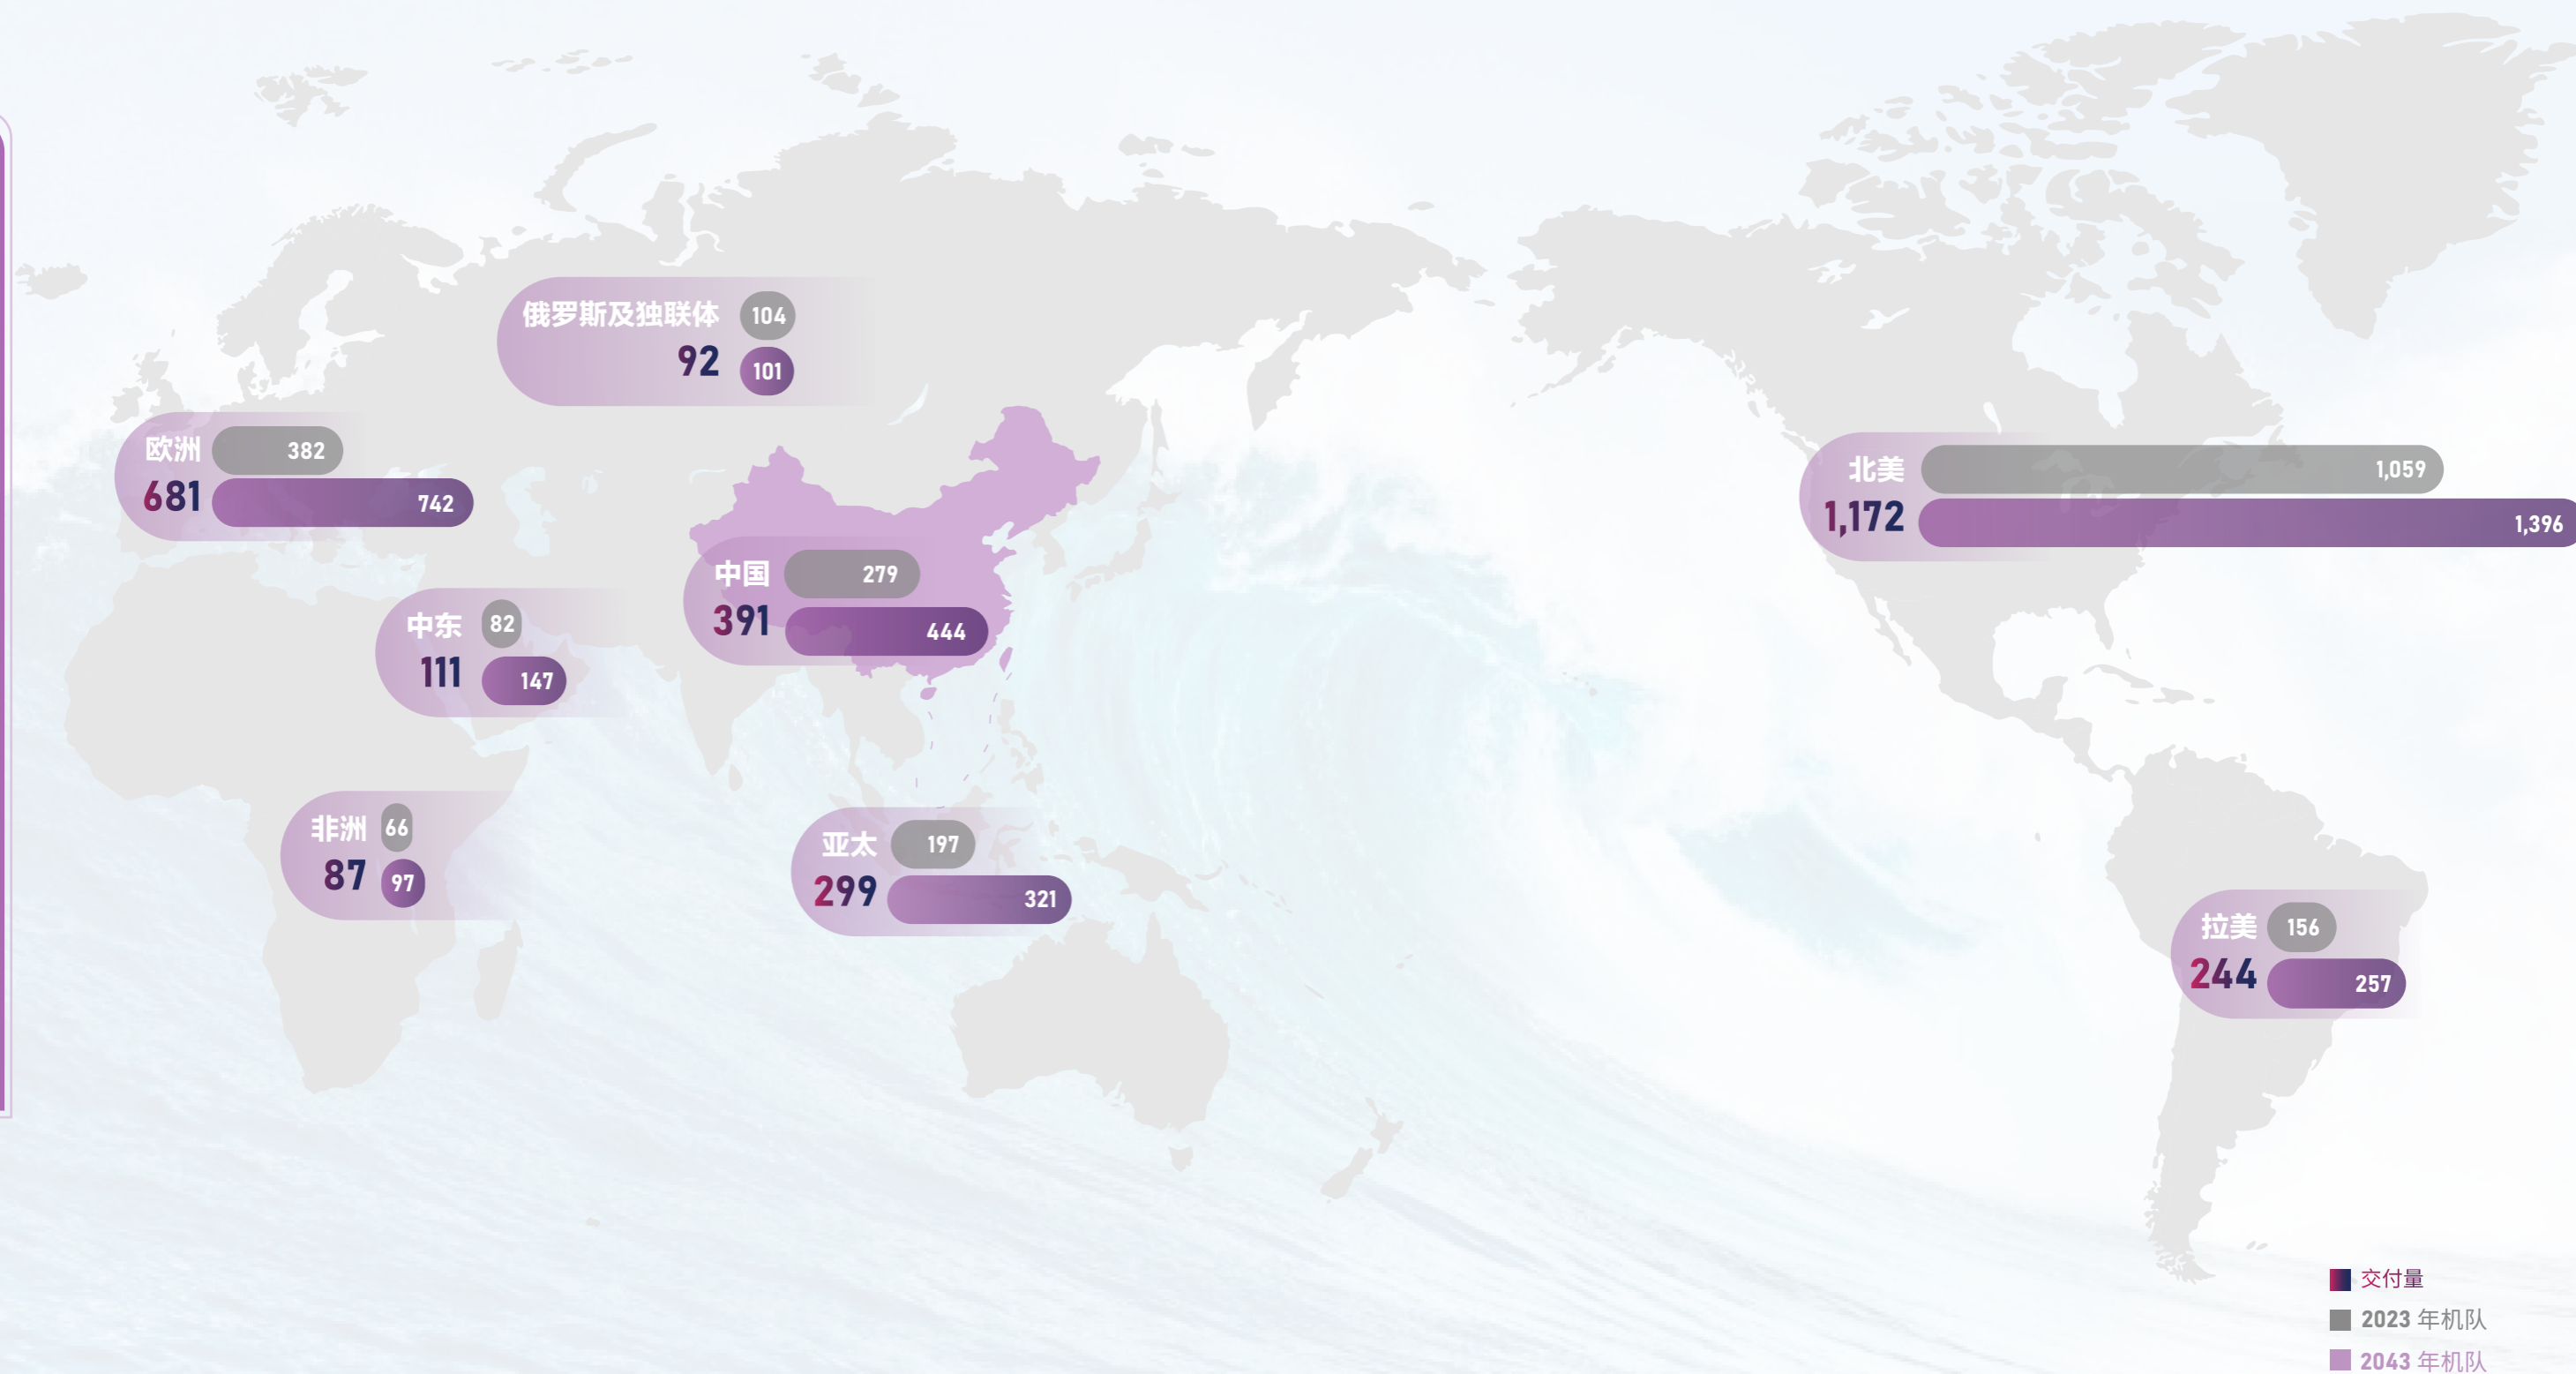 俄罗斯及独联体 104
92 101
欧洲 382
681 742
北美 1,059
1,172 1,396
中国 279
391 444
中东 82
111 147
非洲 66
87 97
亚太 197
299 321
拉美 156
244 257
交付量
2023 年机队
2043 年机队